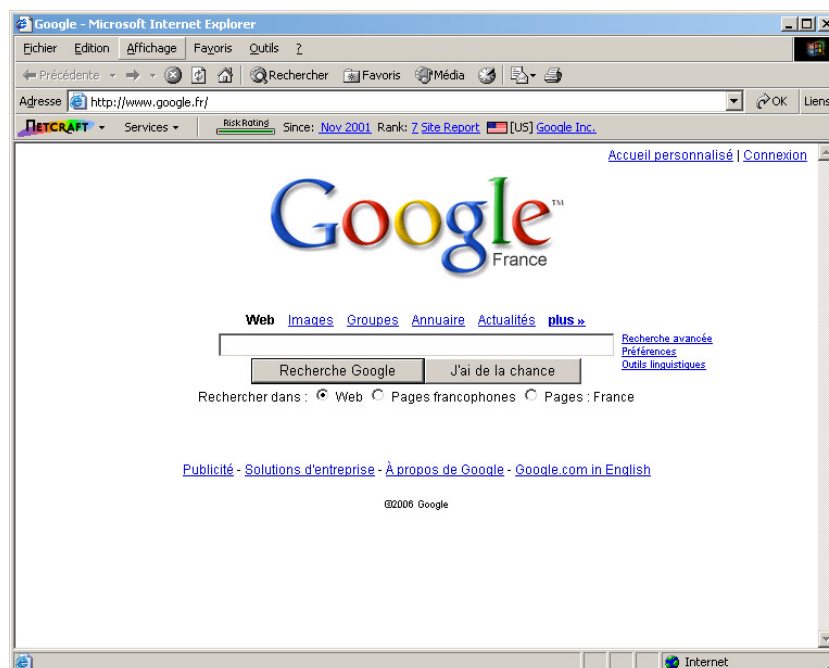 Google - Microsoft Internet Explorer
Fichier Edition Affichage Favoris Outils ?
Précédente Rechercher Favoris Média
Adresse http://www.google.fr/ OK Liens
NETCRAFT Services Risk Rating Since: Nov 2001 Rank: 7 Site Report [US] Google Inc.
Accueil personnalisé | Connexion
Google™
France
Web Images Groupes Annuaire Actualités plus »
Recherche avancée
Préférences
Outils linguistiques
Recherche Google J'ai de la chance
Rechercher dans : Web Pages francophones Pages : France
Publicité - Solutions d'entreprise - À propos de Google - Google.com in English
©2006 Google
Internet